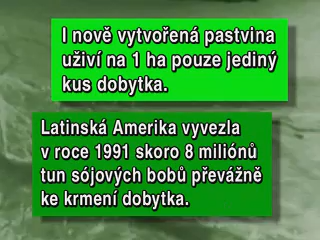 I nově vytvořená pastvina
uživí na 1 ha pouze jediný
kus dobytka.
Latinská Amerika vyvezla
v roce 1991 skoro 8 miliónů
tun sójových bobů převážně
ke krmení dobytka.